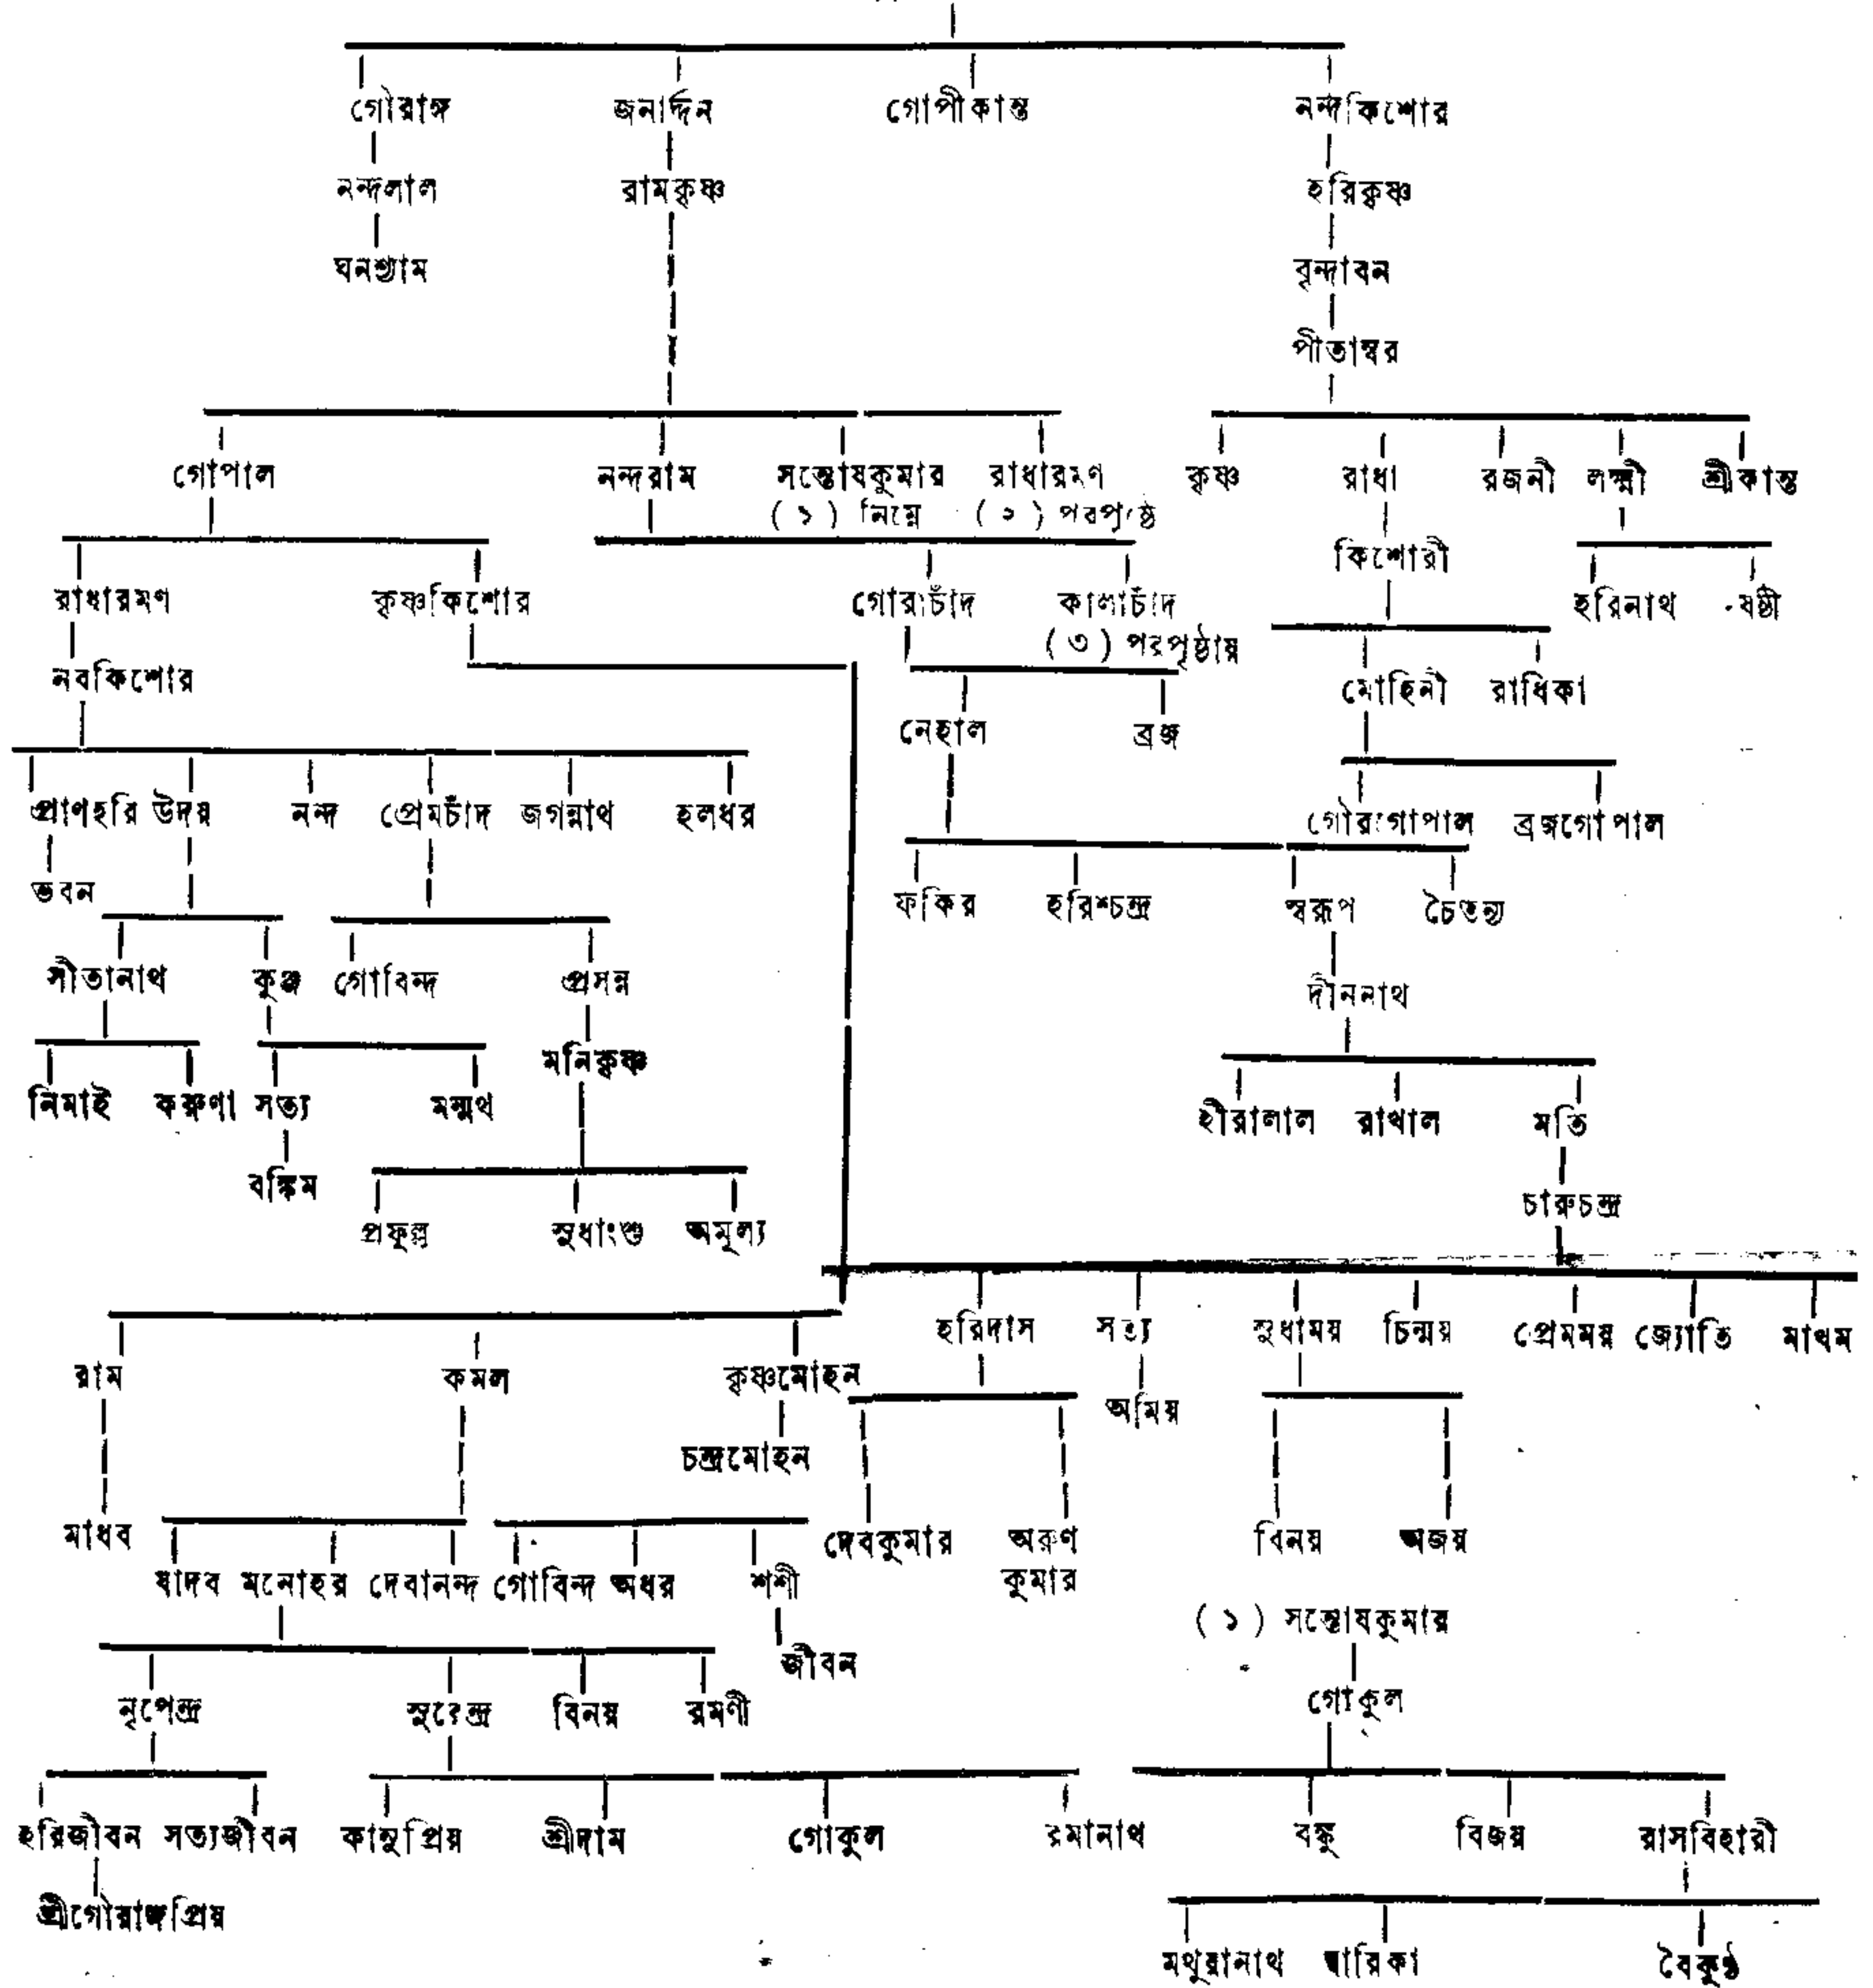 গৌরাঙ্গ জনার্দ্দন গোপীকান্ত নন্দকিশোর
নন্দলাল রামকৃষ্ণ হরিকৃষ্ণ
ঘনশ্যাম বৃন্দাবন
পীতাম্বর
গোপাল নন্দরাম সন্তোষকুমার রাধারমণ কৃষ্ণ রাধা রজনী লক্ষ্মী শ্রীকান্ত
(১) নিম্নে (২) পরপৃষ্ঠে
কিশোরী
রাধারমণ কৃষ্ণকিশোর গোরাচাঁদ কালাচাঁদ হরিনাথ ষষ্ঠী
(৩) পরপৃষ্ঠায়
নবকিশোর মোহিনী রাধিকা
নেহাল ব্রজ
প্রাণহরি উদয় নন্দ প্রেমচাঁদ জগন্নাথ হলধর গৌরগোপাল ব্রজগোপাল
ভবন ফকির হরিশ্চন্দ্র স্বরূপ চৈতন্য
সীতানাথ কুঞ্জ গোবিন্দ প্রসন্ন দীননাথ
মনিকৃষ্ণ
নিমাই করুণা সত্য মন্মথ হীরালাল রাখাল মতি
বঙ্কিম চারুচন্দ্র
প্রফুল্ল সুধাংশু অমূল্য
হরিদাস সত্য সুধাময় চিন্ময় প্রেমময় জ্যোতি মাখম
রাম কমল কৃষ্ণমোহন
অমিয়
চন্দ্রমোহন
মাধব দেবকুমার অরুণ বিনয় অজয়
যাদব মনোহর দেবানন্দ গোবিন্দ অধর শশী কুমার
(১) সন্তোষকুমার
জীবন
নৃপেন্দ্র সুরেন্দ্র বিনয় রমণী গোকুল
হরিজীবন সত্যজীবন কানুপ্রিয় শ্রীদাম গোকুল রমানাথ বঙ্কু বিজয় রাসবিহারী
শ্রীগৌরাঙ্গপ্রিয়
মথুরানাথ দ্বারিকা বৈকুণ্ঠ